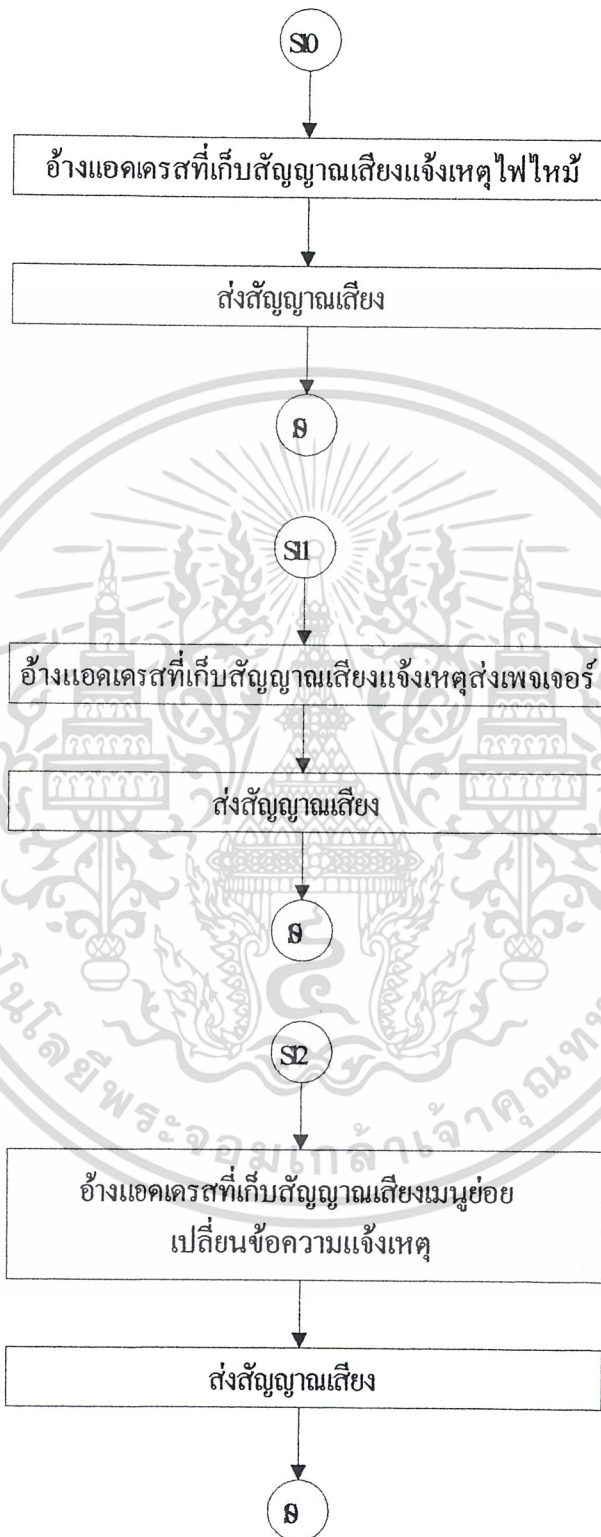 S10
อ้างแอดเดรสที่เก็บสัญญาณเสียงแจ้งเหตุไฟไหม้
ส่งสัญญาณเสียง
S11
อ้างแอดเดรสที่เก็บสัญญาณเสียงแจ้งเหตุส่งเพจเจอร์
ส่งสัญญาณเสียง
S12
อ้างแอดเดรสที่เก็บสัญญาณเสียงเมนูย่อย
เปลี่ยนข้อความแจ้งเหตุ
ส่งสัญญาณเสียง